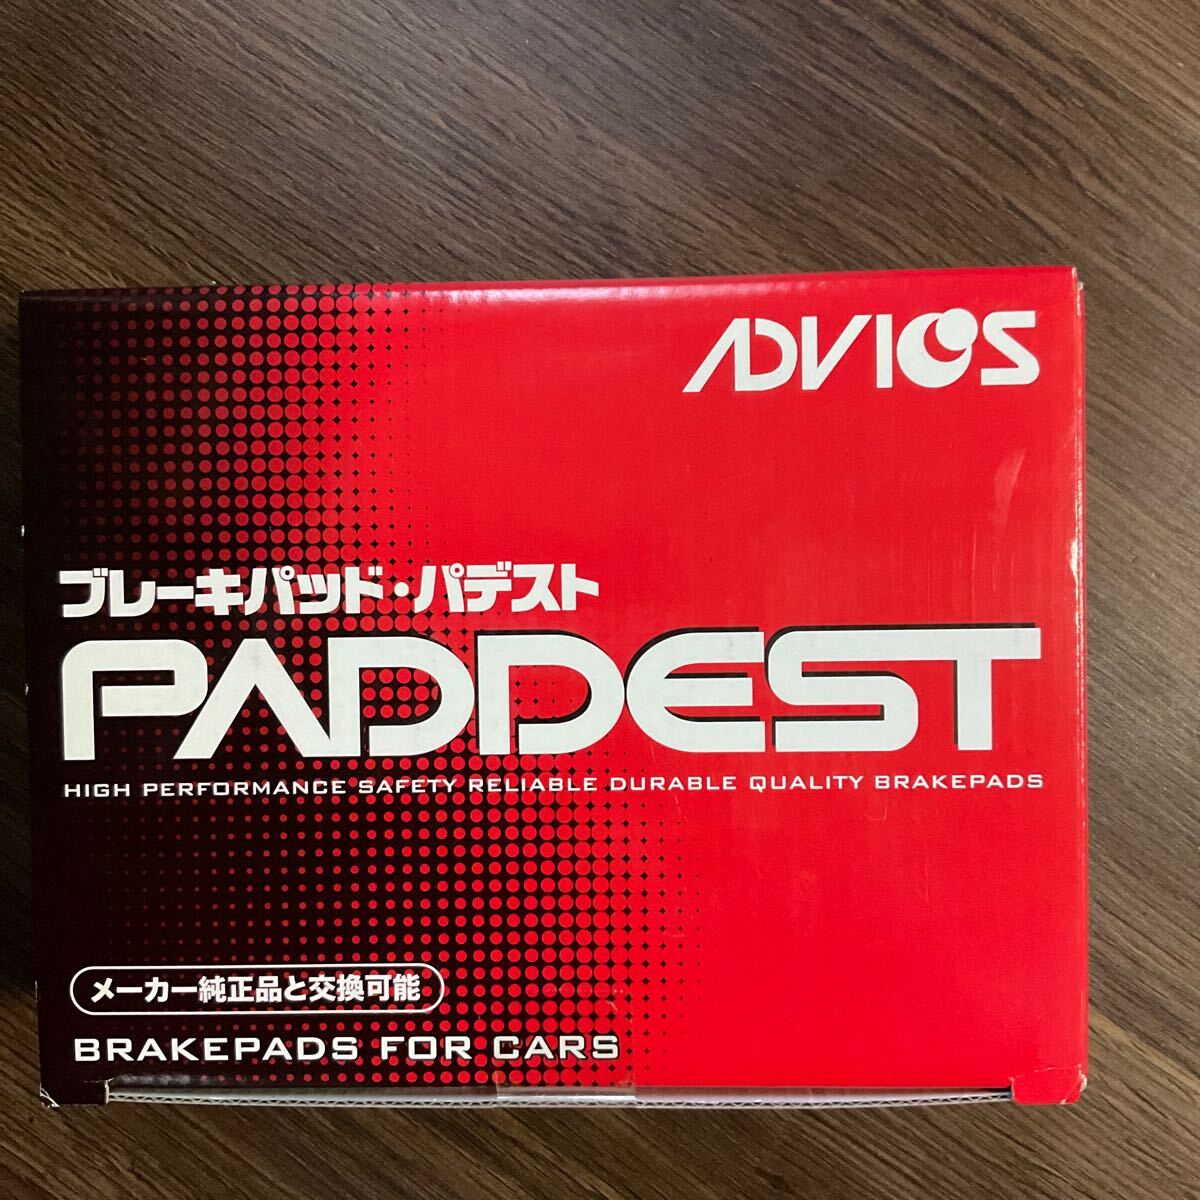 ADVICS
ブレーキパッド・パデスト
PADDEST
HIGH PERFORMANCE SAFETY RELIABLE DURABLE QUALITY BRAKEPADS
メーカー純正品と交換可能
BRAKEPADS FOR CARS